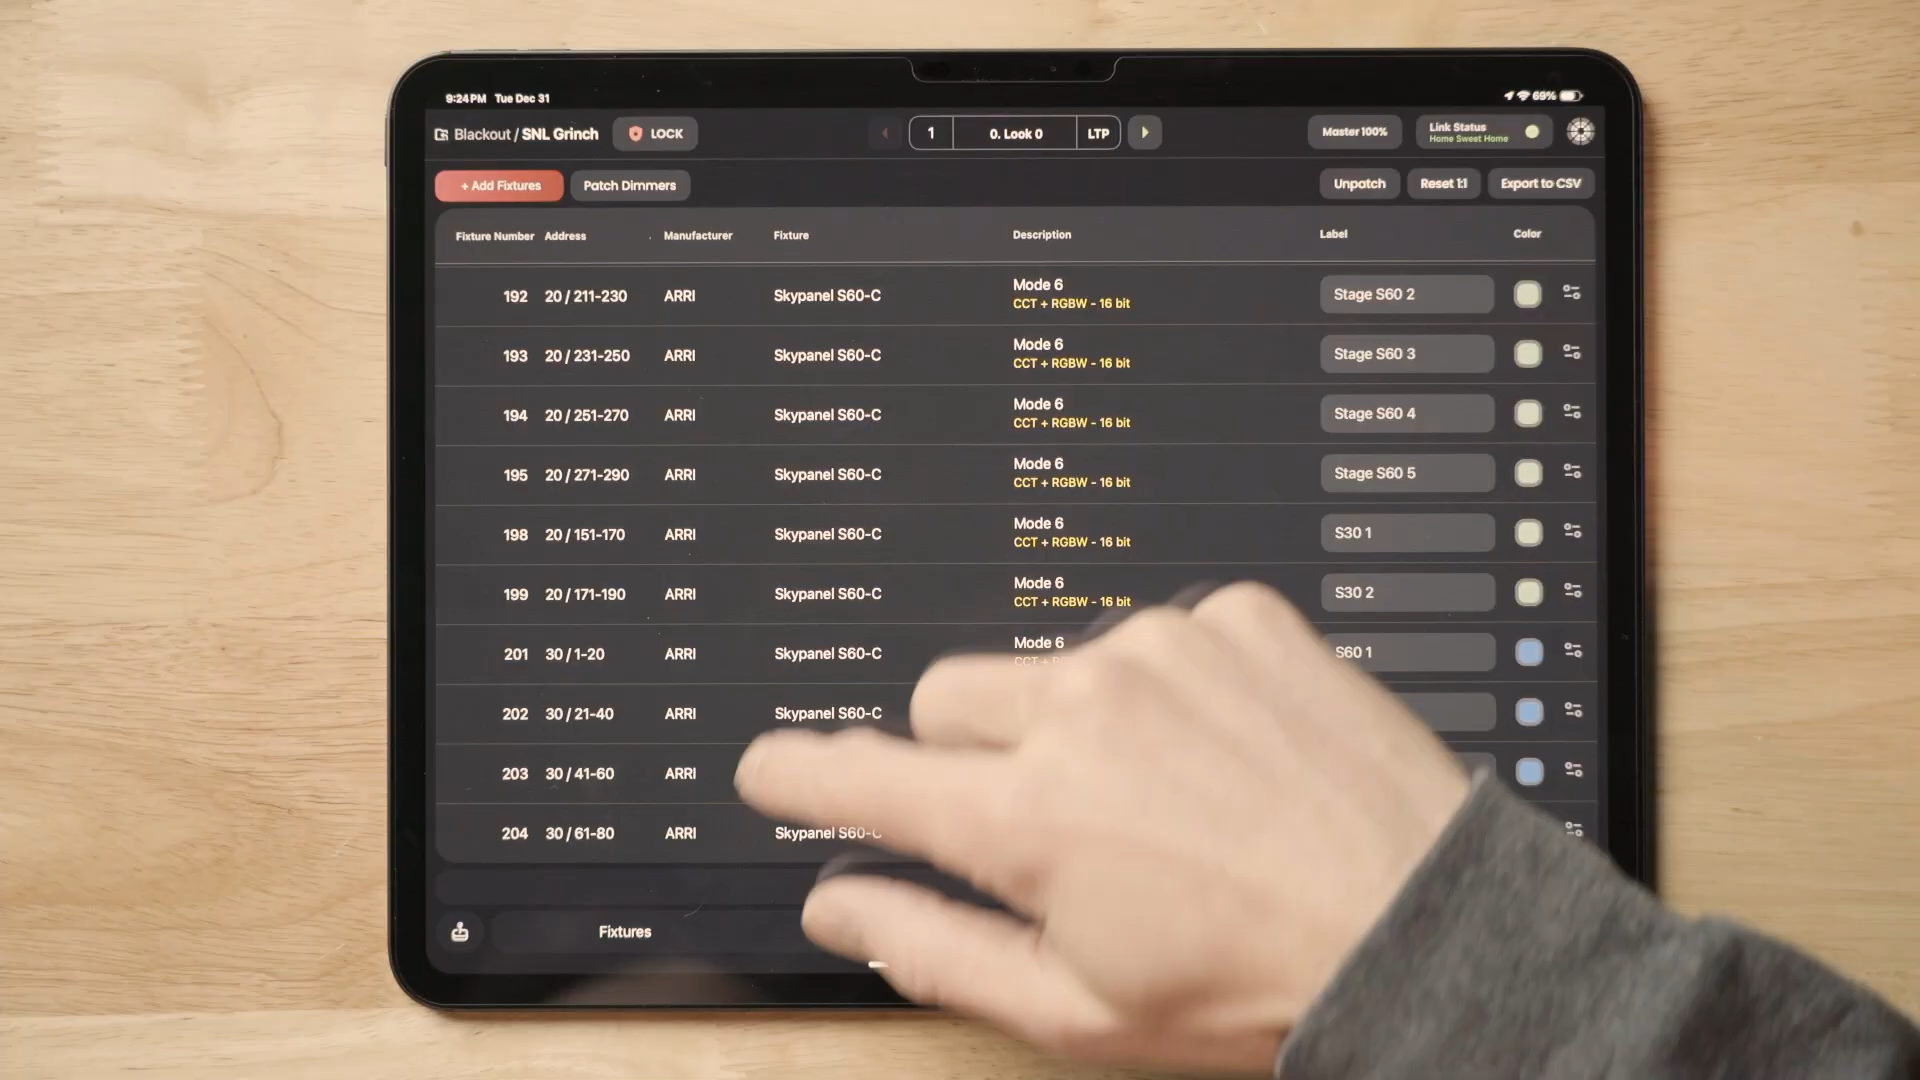 9:24 PM Tue Dec 31 69%
Blackout / SNL Grinch LOCK 1 0. Look 0 LTP Master 100% Link Status
Home Sweet Home
+ Add Fixtures Patch Dimmers Unpatch Reset 1:1 Export to CSV
Fixture Number Address Manufacturer Fixture Description Label Color
192 20 / 211-230 ARRI Skypanel S60-C Mode 6 Stage S60 2
CCT + RGBW - 16 bit
193 20 / 231-250 ARRI Skypanel S60-C Mode 6 Stage S60 3
CCT + RGBW - 16 bit
194 20 / 251-270 ARRI Skypanel S60-C Mode 6 Stage S60 4
CCT + RGBW - 16 bit
195 20 / 271-290 ARRI Skypanel S60-C Mode 6 Stage S60 5
CCT + RGBW - 16 bit
198 20 / 151-170 ARRI Skypanel S60-C Mode 6 S30 1
CCT + RGBW - 16 bit
199 20 / 171-190 ARRI Skypanel S60-C Mode 6 S30 2
CCT + RGBW - 16 bit
201 30 / 1-20 ARRI Skypanel S60-C Mode 6 S60 1
CCT +
202 30 / 21-40 ARRI Skypanel S60-C
203 30 / 41-60 ARRI
204 30 / 61-80 ARRI Skypanel S60-C
Fixtures